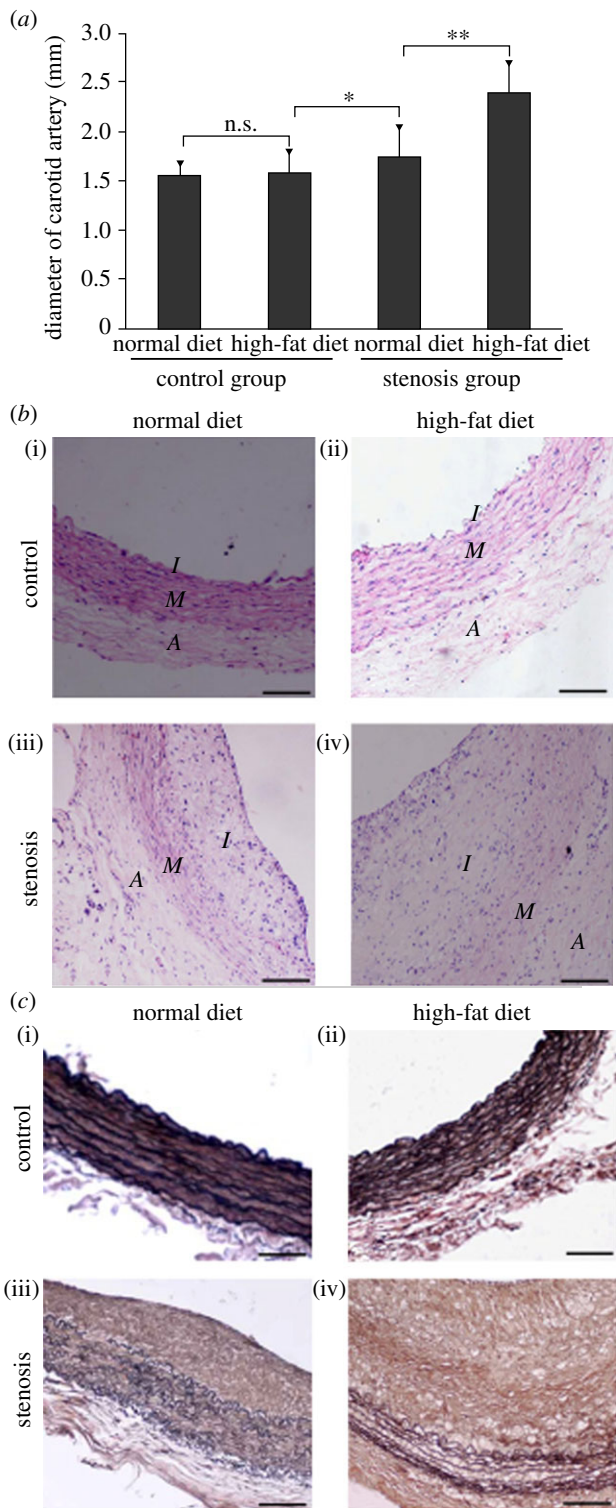 (a)
diameter of carotid artery (mm)
3.0
2.5
2.0
1.5
1.0
0.5
0
n.s.
*
**
normal diet high-fat diet normal diet high-fat diet
control group stenosis group
(b)
normal diet high-fat diet
control
(i) (ii)
I M A I M A
stenosis
(iii) (iv)
A M I I M A
(c)
normal diet high-fat diet
control
(i) (ii)
stenosis
(iii) (iv)